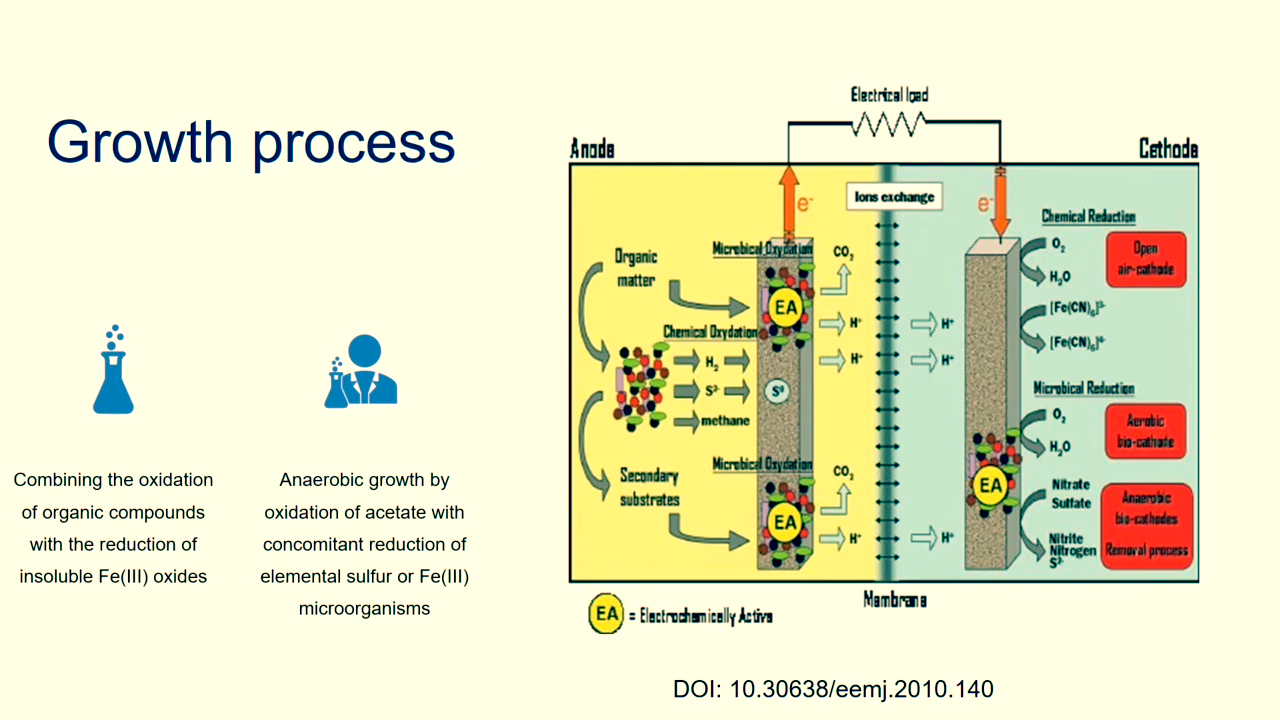 Growth process
Combining the oxidation
of organic compounds
with the reduction of
insoluble Fe(III) oxides
Anaerobic growth by
oxidation of acetate with
concomitant reduction of
elemental sulfur or Fe(III)
microorganisms
Electrical load
Anode
Cathode
e-
Ions exchange
e-
Microbical Oxydation
Organic
matter
CO2
EA
H+
Chemical Oxydation
H2
H+
S2-
S0
methane
Microbical Oxydation
Secondary
substrates
CO2
EA
H+
H+
H+
H+
Chemical Reduction
O2
H2O
Open
air-cathode
[Fe(CN)6]3-
[Fe(CN)6]4-
Microbical Reduction
O2
H2O
Aerobic
bio-cathode
EA
Nitrate
Sulfate
Nitrite
Nitrogen
S2-
Anaerobic
bio-cathodes
Removal process
Membrane
EA = Electrochemically Active
DOI: 10.30638/eemj.2010.140